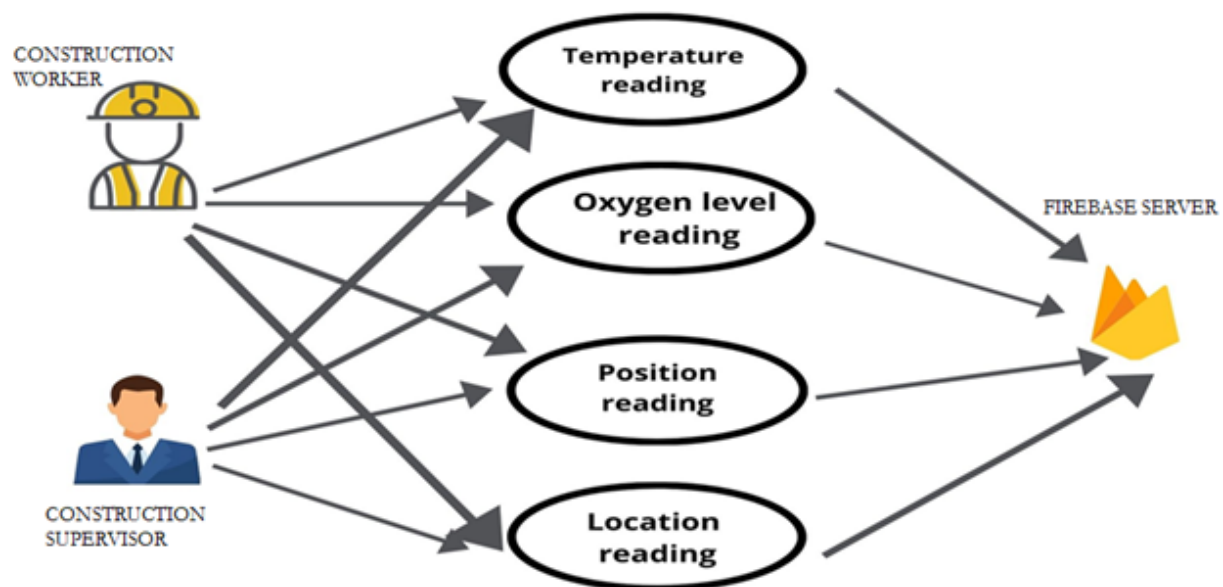 CONSTRUCTION
WORKER
Temperature
reading
Oxygen level
reading
FIREBASE SERVER
Position
reading
CONSTRUCTION
SUPERVISOR
Location
reading